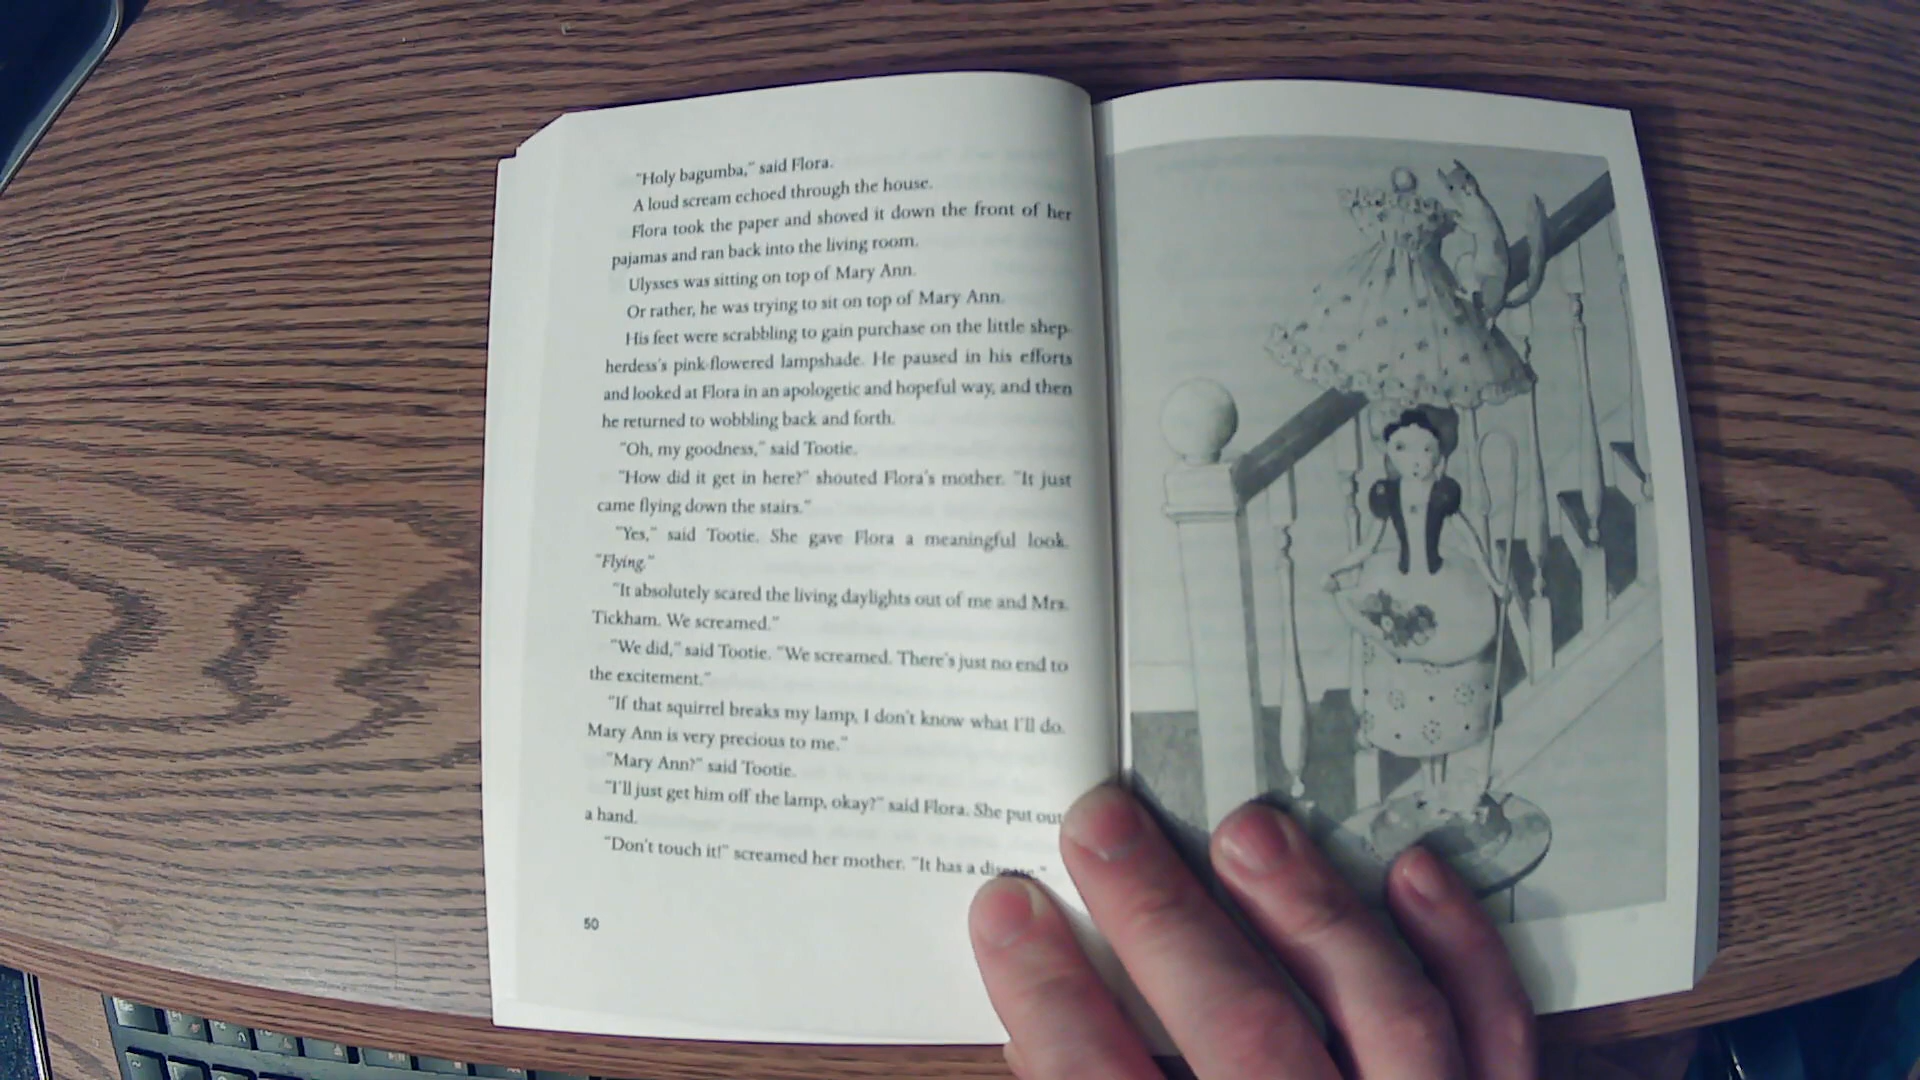 "Holy bagumba," said Flora.
A loud scream echoed through the house.
Flora took the paper and shoved it down the front of her
pajamas and ran back into the living room.
Ulysses was sitting on top of Mary Ann.
Or rather, he was trying to sit on top of Mary Ann.
His feet were scrabbling to gain purchase on the little shep-
herdess's pink-flowered lampshade. He paused in his efforts
and looked at Flora in an apologetic and hopeful way, and then
he returned to wobbling back and forth.
"Oh, my goodness," said Tootie.
"How did it get in here?" shouted Flora's mother. "It just
came flying down the stairs."
"Yes," said Tootie. She gave Flora a meaningful look.
"Flying."
"It absolutely scared the living daylights out of me and Mrs.
Tickham. We screamed."
"We did," said Tootie. "We screamed. There's just no end to
the excitement."
"If that squirrel breaks my lamp, I don't know what I'll do.
Mary Ann is very precious to me."
"Mary Ann?" said Tootie.
"I'll just get him off the lamp, okay?" said Flora. She put out
a hand.
"Don't touch it!" screamed her mother. "It has a disease."
50